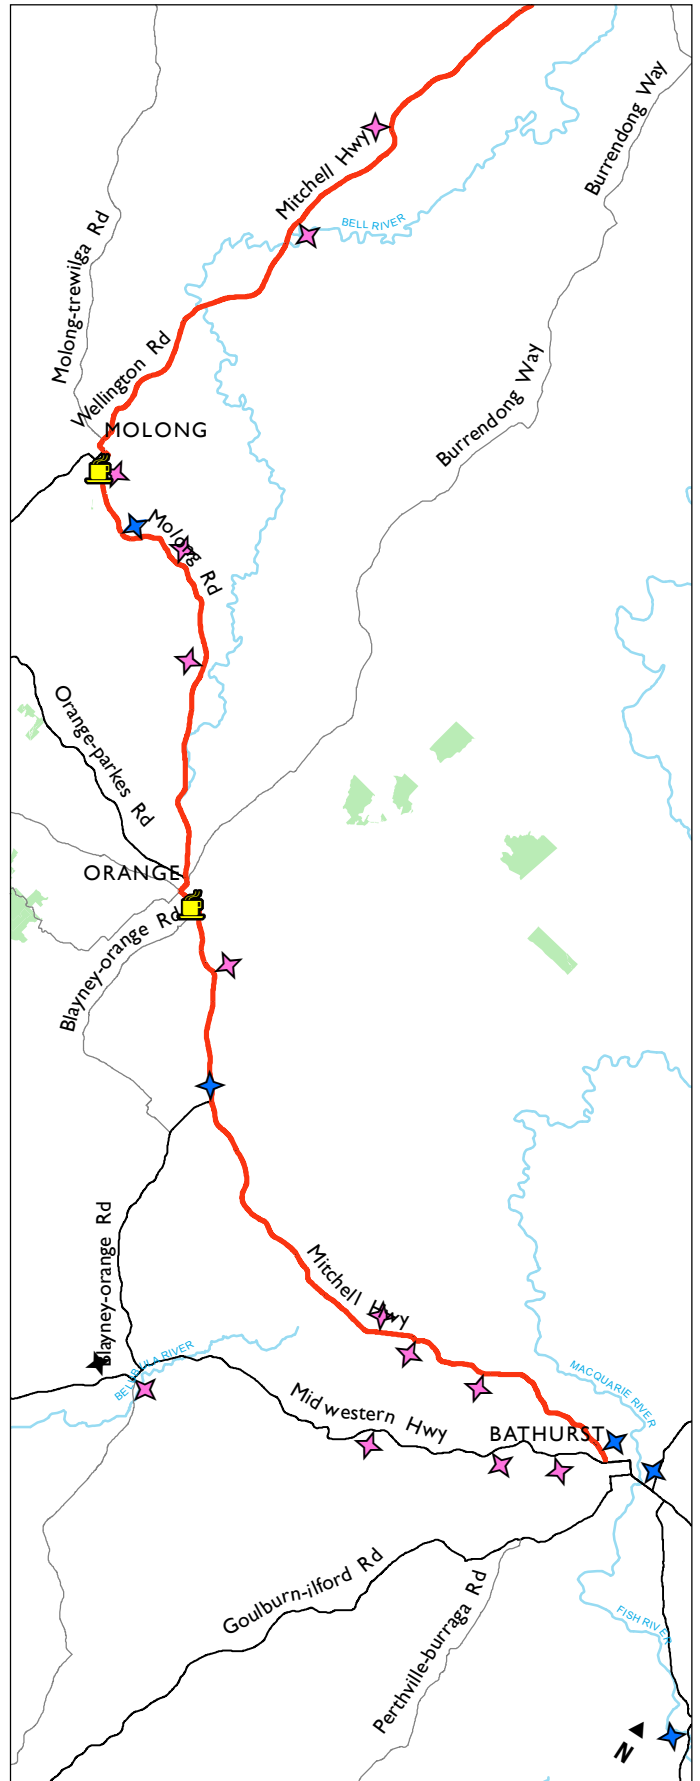 Burrendong Way
Mitchell Hwy
BELL RIVER
Molong-trewilga Rd
Wellington Rd
Burrendong Way
MOLONG
Molong Rd
Orange-parkes Rd
ORANGE
Blayney-orange Rd
Blayney-orange Rd
Mitchell Hwy
BELUBULA RIVER
MACQUARIE RIVER
Midwestern Hwy
BATHURST
Goulburn-ilford Rd
Perthville-burraga Rd
FISH RIVER
N